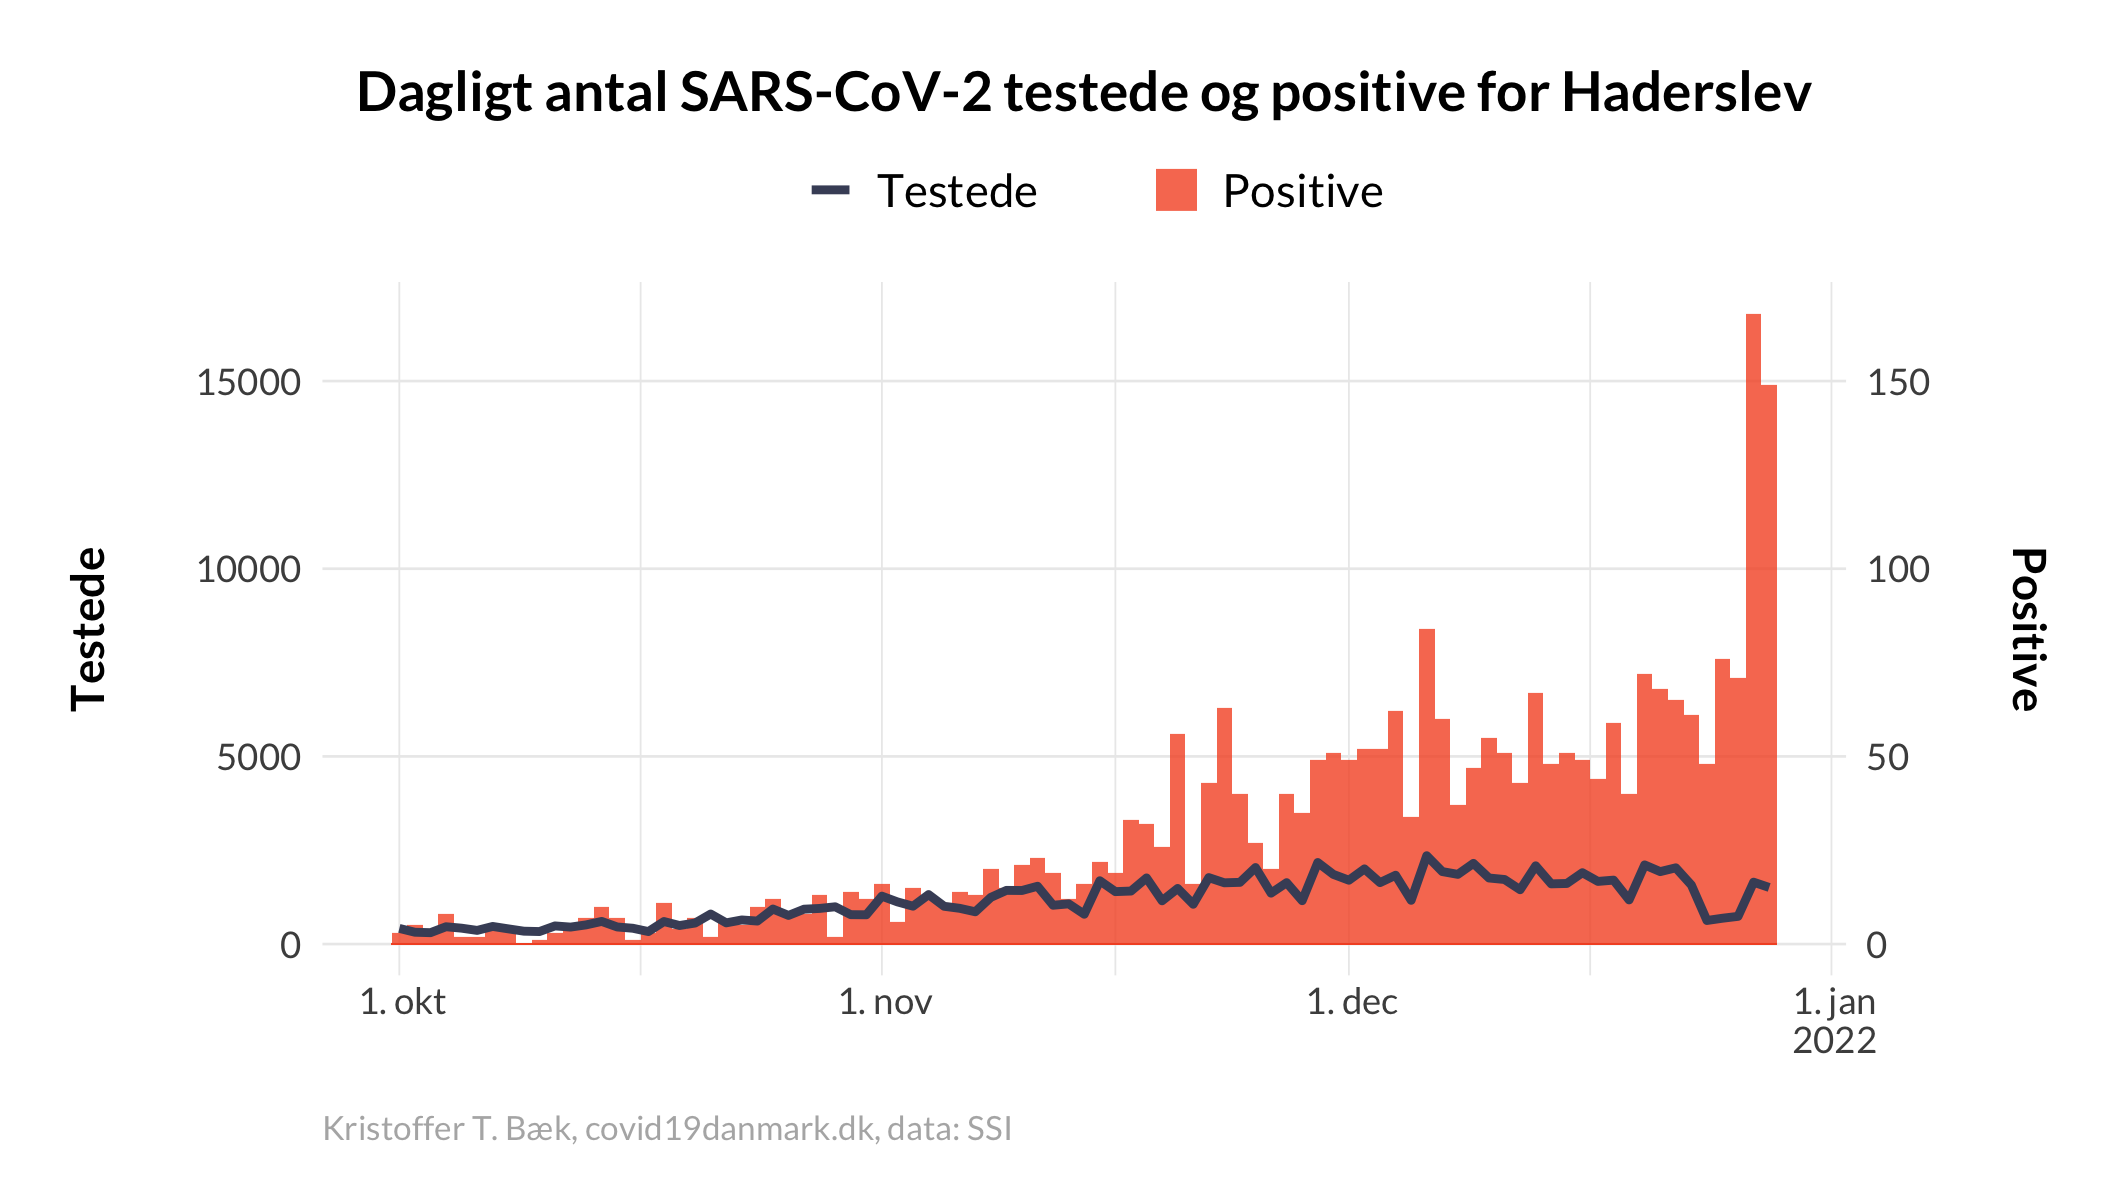 Dagligt antal SARS-CoV-2 testede og positive for Haderslev
Testede
Positive
Testede
15000
10000
5000
0
150
100
50
0
Positive
1. okt
1. nov
1. dec
1. jan
2022
Kristoffer T. Bæk, covid19danmark.dk, data: SSI